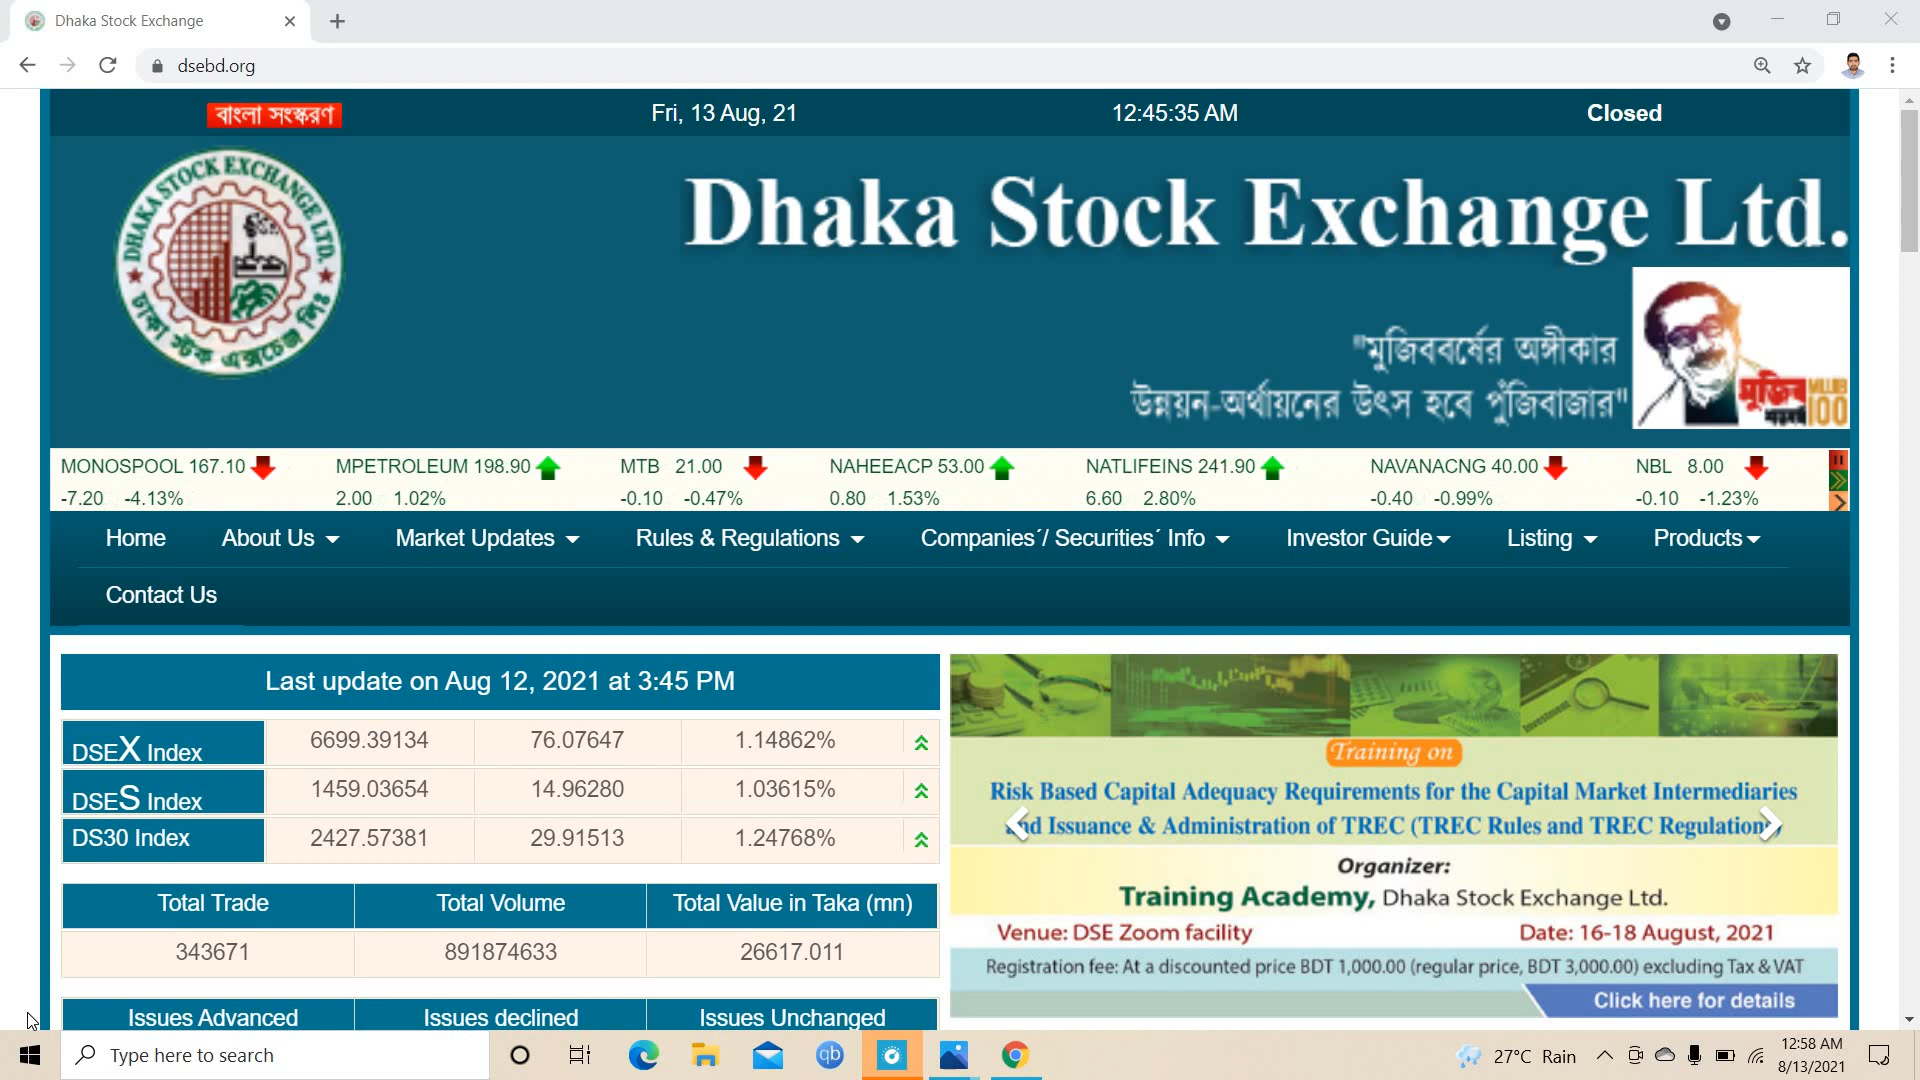 Dhaka Stock Exchange
dsebd.org
বাংলা সংস্করণ Fri, 13 Aug, 21 12:45:35 AM Closed
DHAKA STOCK EXCHANGE LTD.
ঢাকা স্টক এক্সচেঞ্জ লিঃ
Dhaka Stock Exchange Ltd.
"মুজিববর্ষের অঙ্গীকার
উন্নয়ন-অর্থায়নের উৎস হবে পুঁজিবাজার"
মুজিব
100
MONOSPOOL 167.10 MPETROLEUM 198.90 MTB 21.00 NAHEEACP 53.00 NATLIFEINS 241.90 NAVANACNG 40.00 NBL 8.00
-7.20 -4.13% 2.00 1.02% -0.10 -0.47% 0.80 1.53% 6.60 2.80% -0.40 -0.99% -0.10 -1.23%
Home About Us Market Updates Rules & Regulations Companies´/ Securities´ Info Investor Guide Listing Products
Contact Us
Last update on Aug 12, 2021 at 3:45 PM
DSEX Index 6699.39134 76.07647 1.14862%
DSES Index 1459.03654 14.96280 1.03615%
DS30 Index 2427.57381 29.91513 1.24768%
Total Trade Total Volume Total Value in Taka (mn)
343671 891874633 26617.011
Issues Advanced Issues declined Issues Unchanged
Training on
Risk Based Capital Adequacy Requirements for the Capital Market Intermediaries
and Issuance & Administration of TREC (TREC Rules and TREC Regulation)
Organizer:
Training Academy, Dhaka Stock Exchange Ltd.
Venue: DSE Zoom facility Date: 16-18 August, 2021
Registration fee: At a discounted price BDT 1,000.00 (regular price, BDT 3,000.00) excluding Tax & VAT
Click here for details
Type here to search
qb
27°C Rain
12:58 AM
8/13/2021